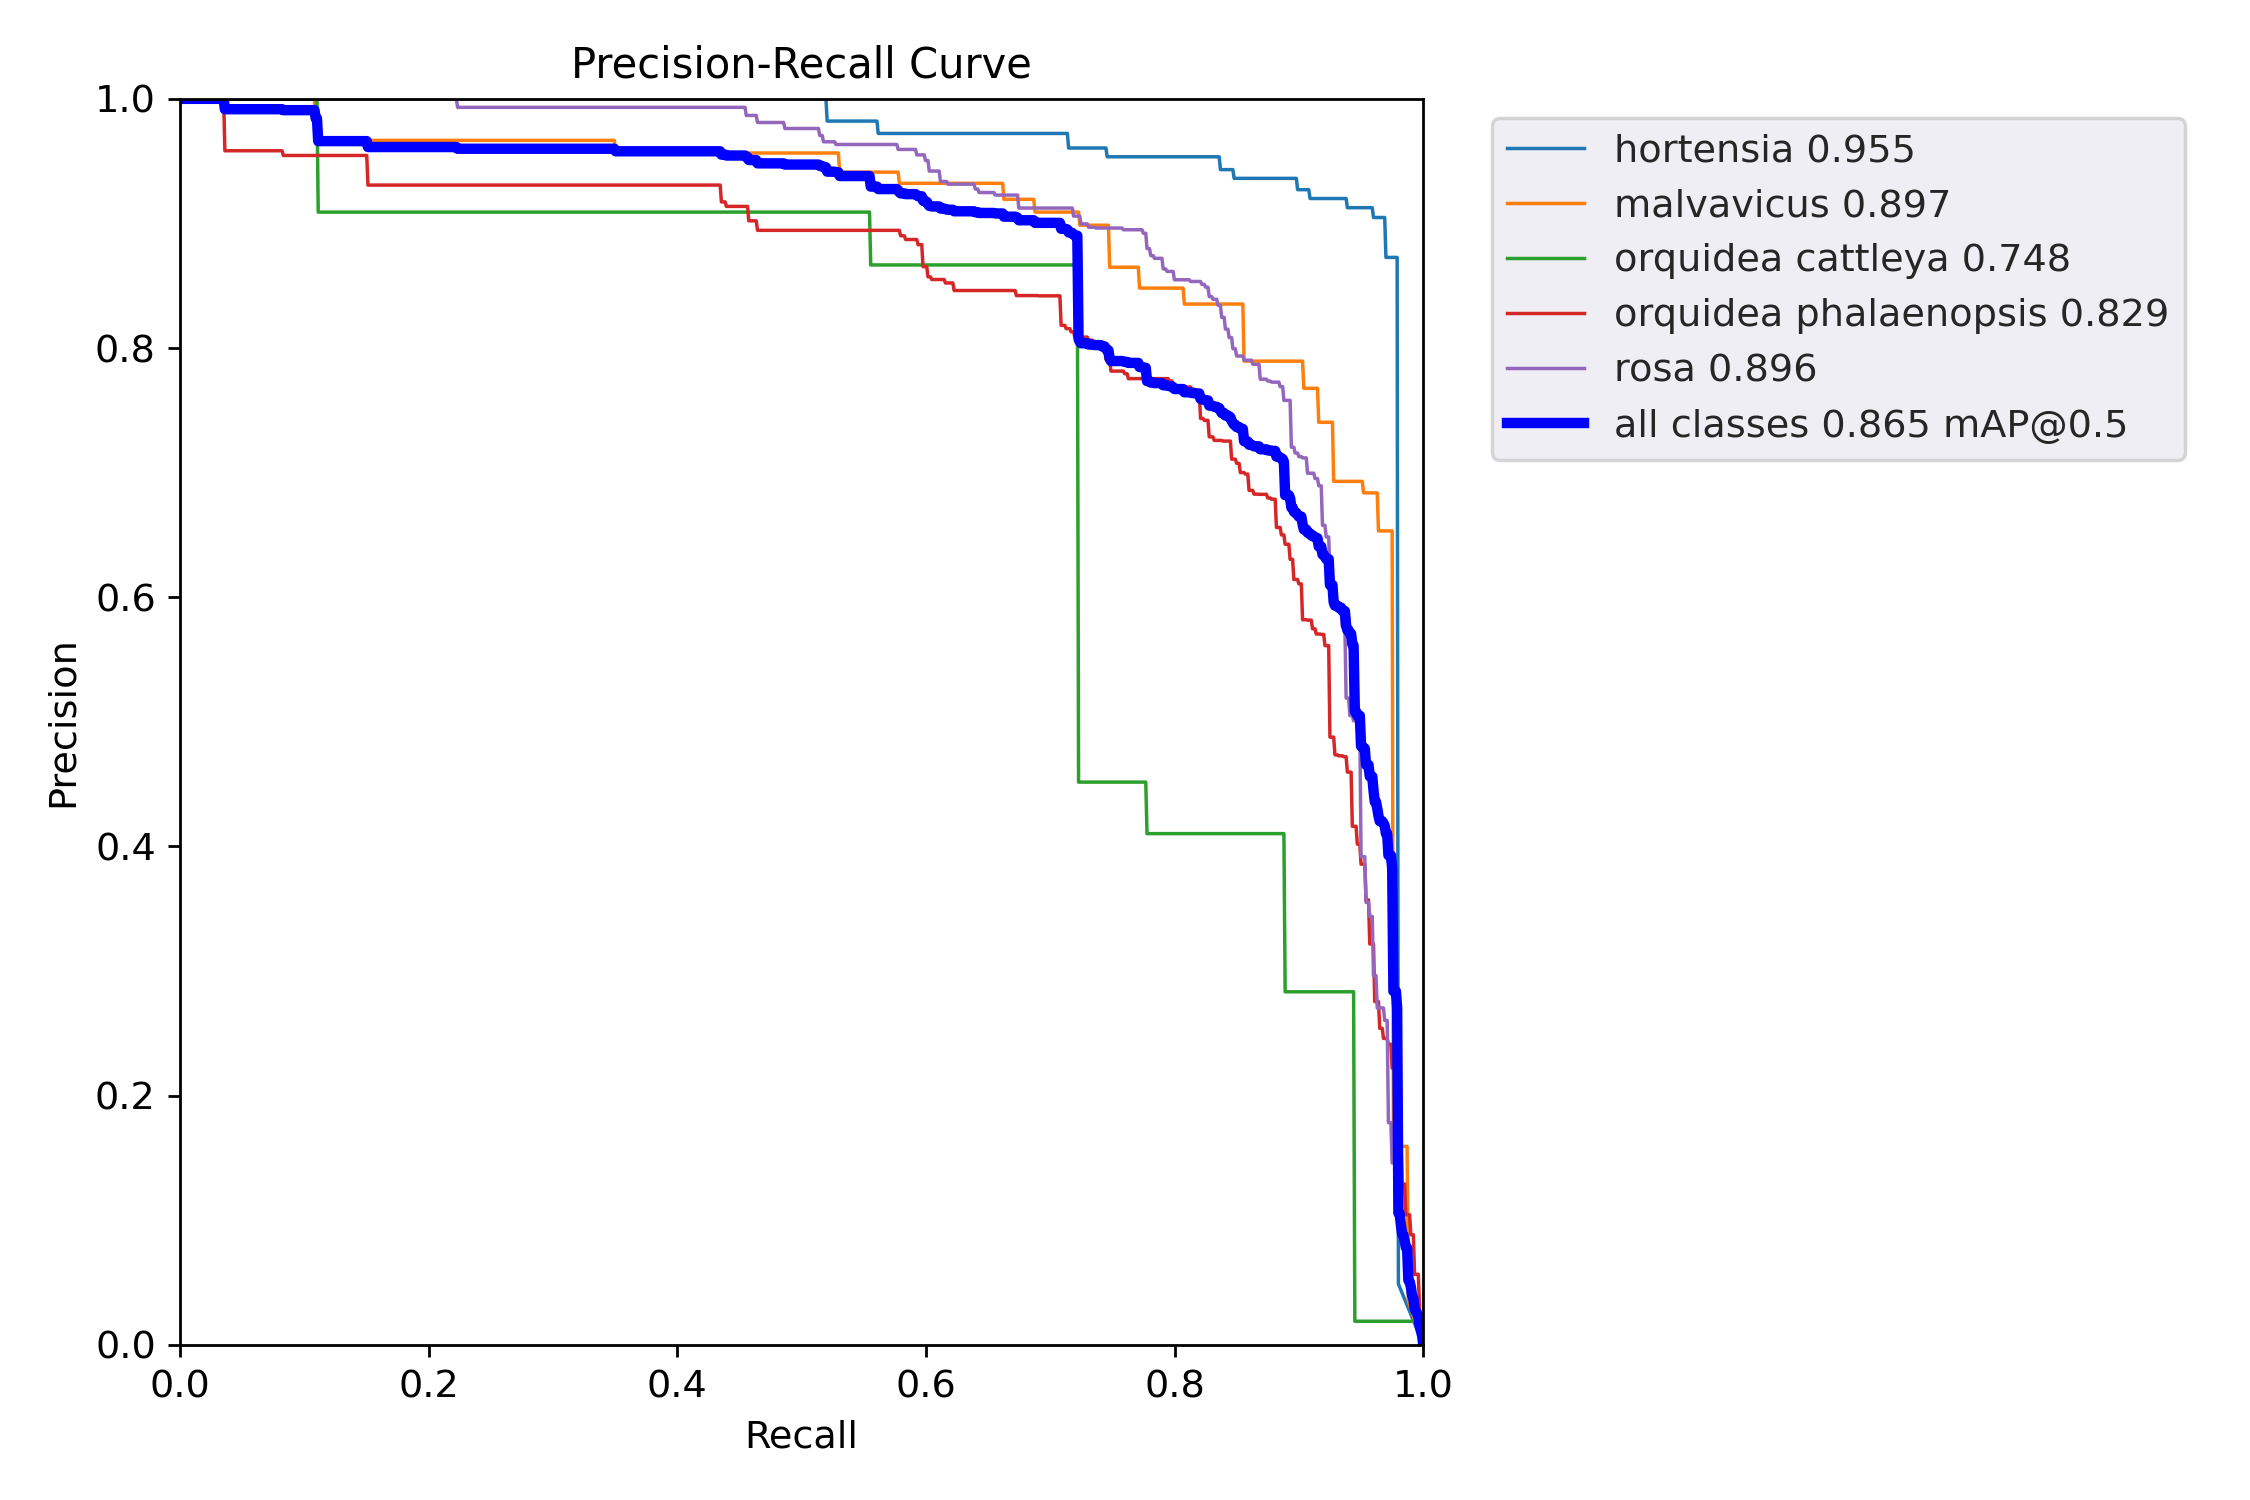 Precision-Recall Curve
1.0
0.8
0.6
0.4
0.2
0.0
Precision
0.0 0.2 0.4 0.6 0.8 1.0
Recall
hortensia 0.955
malvavicus 0.897
orquidea cattleya 0.748
orquidea phalaenopsis 0.829
rosa 0.896
all classes 0.865 mAP@0.5